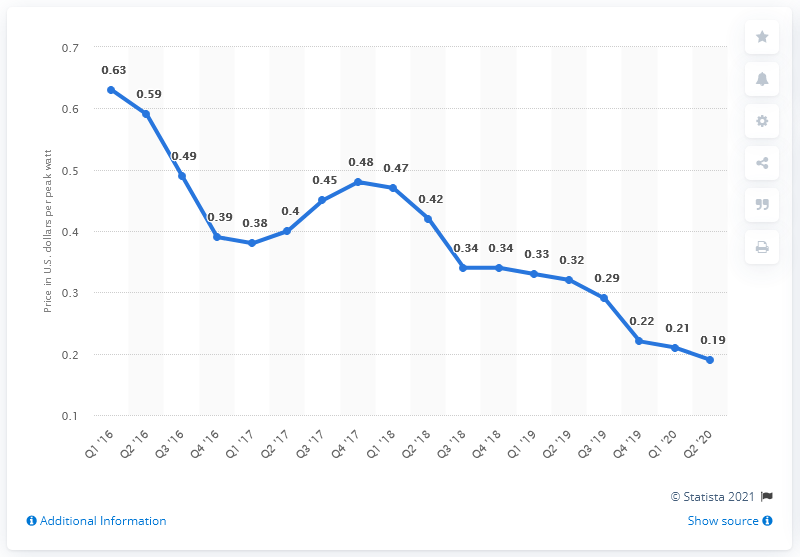 0.7
0.6
0.5
0.4
0.3
0.2
0.1
Price in U.S. dollars per peak watt
0.63
0.59
0.49
0.39
0.38
0.4
0.45
0.48
0.47
0.42
0.34
0.34
0.33
0.32
0.29
0.22
0.21
0.19
Q1 '16
Q2 '16
Q3 '16
Q4 '16
Q1 '17
Q2 '17
Q3 '17
Q4 '17
Q1 '18
Q2 '18
Q3 '18
Q4 '18
Q1 '19
Q2 '19
Q3 '19
Q4 '19
Q1 '20
Q2 '20
© Statista 2021
Additional Information
Show source